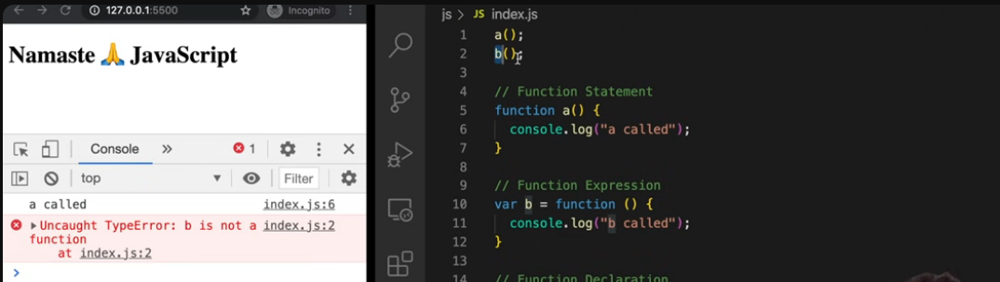 127.0.0.1:5500
Incognito
Namaste 🙏 JavaScript
Console
1
top
Filter
a called index.js:6
Uncaught TypeError: b is not a index.js:2
function
at index.js:2
js > JS index.js
1 a();
2 b();
3
4 // Function Statement
5 function a() {
6 console.log("a called");
7 }
8
9 // Function Expression
10 var b = function () {
11 console.log("b called");
12 }
13
14 // Function Declaration